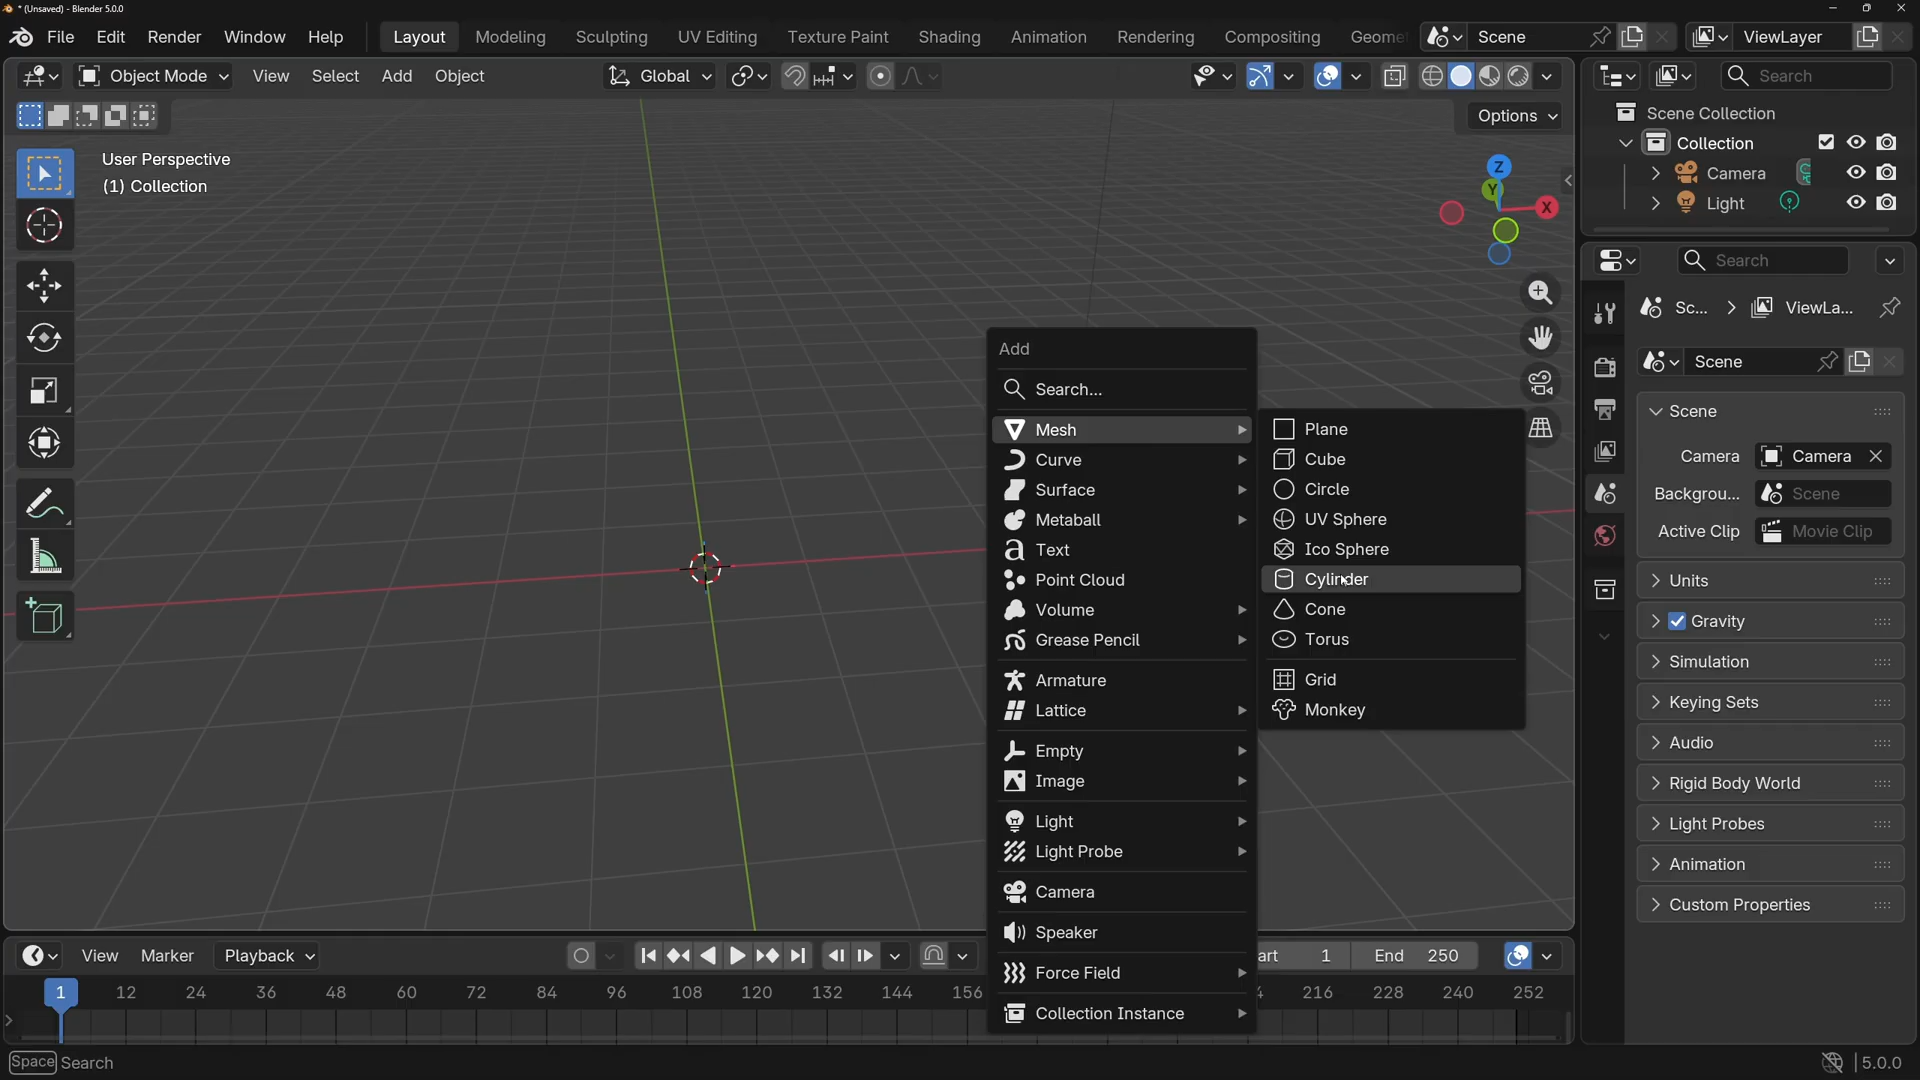 * (Unsaved) - Blender 5.0.0
File Edit Render Window Help Layout Modeling Sculpting UV Editing Texture Paint Shading Animation Rendering Compositing Geomet Scene ViewLayer
Object Mode View Select Add Object Global Search
Options
User Perspective
(1) Collection
Z
Y
X
Scene Collection
Collection
Camera
Light
Search
Sc... ViewLa...
Scene
Scene
Camera Camera
Backgrou... Scene
Active Clip Movie Clip
Units
Gravity
Simulation
Keying Sets
Audio
Rigid Body World
Light Probes
Animation
Custom Properties
Add
Search...
Mesh
Curve
Surface
Metaball
Text
Point Cloud
Volume
Grease Pencil
Armature
Lattice
Empty
Image
Light
Light Probe
Camera
Speaker
Force Field
Collection Instance
Plane
Cube
Circle
UV Sphere
Ico Sphere
Cylinder
Cone
Torus
Grid
Monkey
View Marker Playback art 1 End 250
1 12 24 36 48 60 72 84 96 108 120 132 144 156 4 216 228 240 252
Space Search 5.0.0